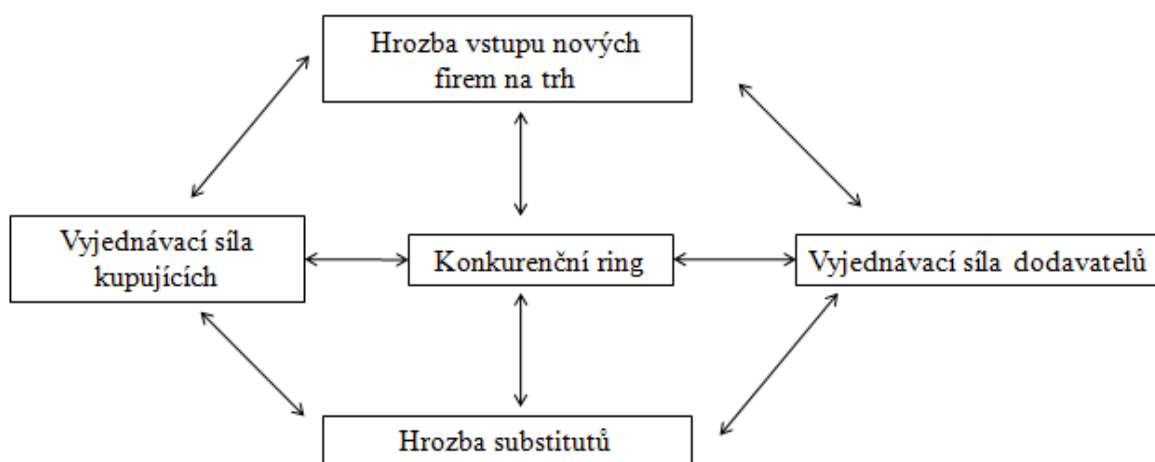 Hrozba vstupu nových
firem na trh
Vyjednávací síla
kupujících
Konkurenční ring
Vyjednávací síla dodavatelů
Hrozba substitutů